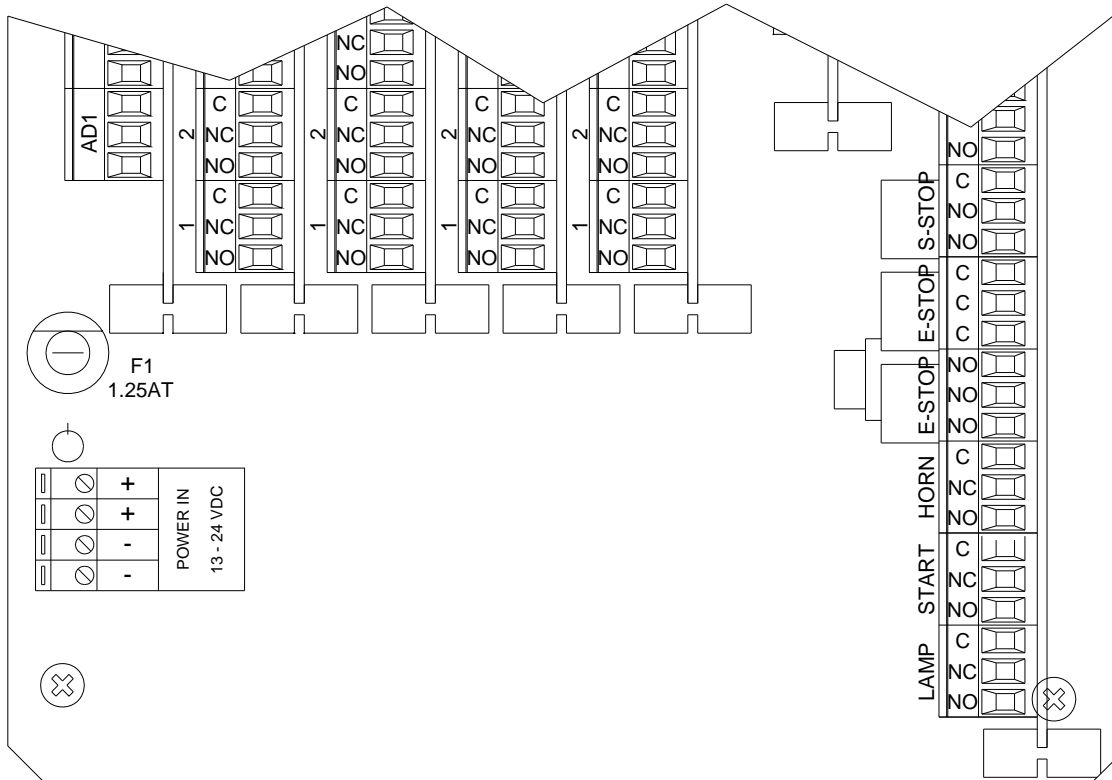 NC
NO
AD1
2
C
NC
NO
1
C
NC
NO
2
C
NC
NO
1
C
NC
NO
2
C
NC
NO
1
C
NC
NO
2
C
NC
NO
1
C
NC
NO
F1
1.25AT
+
+
-
-
POWER IN
13 - 24 VDC
NO
S-STOP
C
NO
NO
E-STOP
C
C
C
E-STOP
NO
NO
NO
HORN
C
NC
NO
START
C
NC
NO
LAMP
C
NC
NO